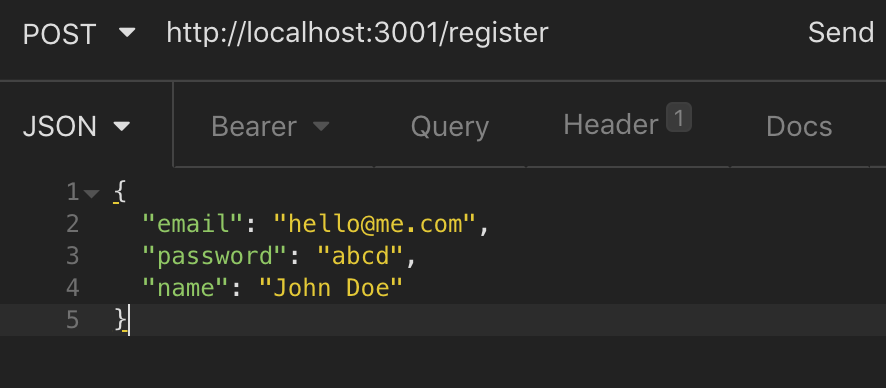 POST http://localhost:3001/register Send
JSON Bearer Query Header 1 Docs
1 {
2 "email": "hello@me.com",
3 "password": "abcd",
4 "name": "John Doe"
5 }